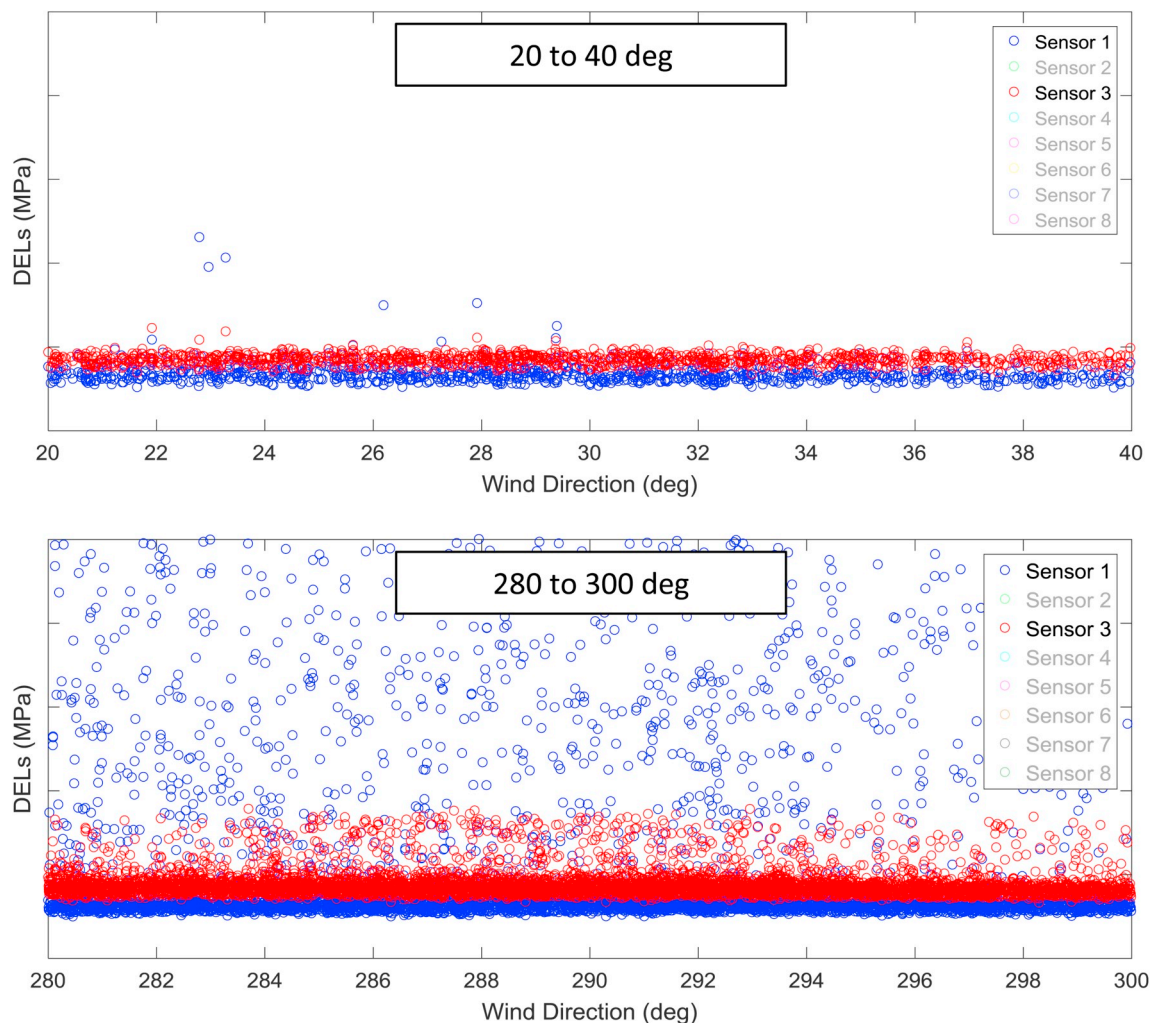 20 to 40 deg
Sensor 1
Sensor 2
Sensor 3
Sensor 4
Sensor 5
Sensor 6
Sensor 7
Sensor 8
DELs (MPa)
20 22 24 26 28 30 32 34 36 38 40
Wind Direction (deg)
280 to 300 deg
Sensor 1
Sensor 2
Sensor 3
Sensor 4
Sensor 5
Sensor 6
Sensor 7
Sensor 8
DELs (MPa)
280 282 284 286 288 290 292 294 296 298 300
Wind Direction (deg)